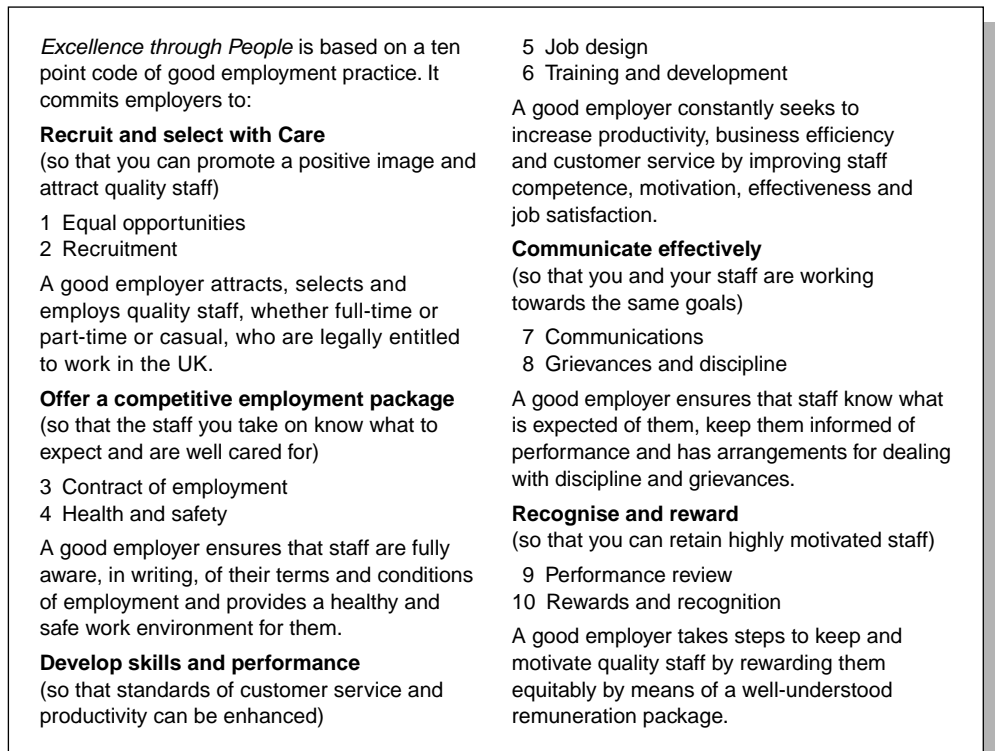 Excellence through People is based on a ten
point code of good employment practice. It
commits employers to:
Recruit and select with Care
(so that you can promote a positive image and
attract quality staff)
1 Equal opportunities
2 Recruitment
A good employer attracts, selects and
employs quality staff, whether full-time or
part-time or casual, who are legally entitled
to work in the UK.
Offer a competitive employment package
(so that the staff you take on know what to
expect and are well cared for)
3 Contract of employment
4 Health and safety
A good employer ensures that staff are fully
aware, in writing, of their terms and conditions
of employment and provides a healthy and
safe work environment for them.
Develop skills and performance
(so that standards of customer service and
productivity can be enhanced)
5 Job design
6 Training and development
A good employer constantly seeks to
increase productivity, business efficiency
and customer service by improving staff
competence, motivation, effectiveness and
job satisfaction.
Communicate effectively
(so that you and your staff are working
towards the same goals)
7 Communications
8 Grievances and discipline
A good employer ensures that staff know what
is expected of them, keep them informed of
performance and has arrangements for dealing
with discipline and grievances.
Recognise and reward
(so that you can retain highly motivated staff)
9 Performance review
10 Rewards and recognition
A good employer takes steps to keep and
motivate quality staff by rewarding them
equitably by means of a well-understood
remuneration package.